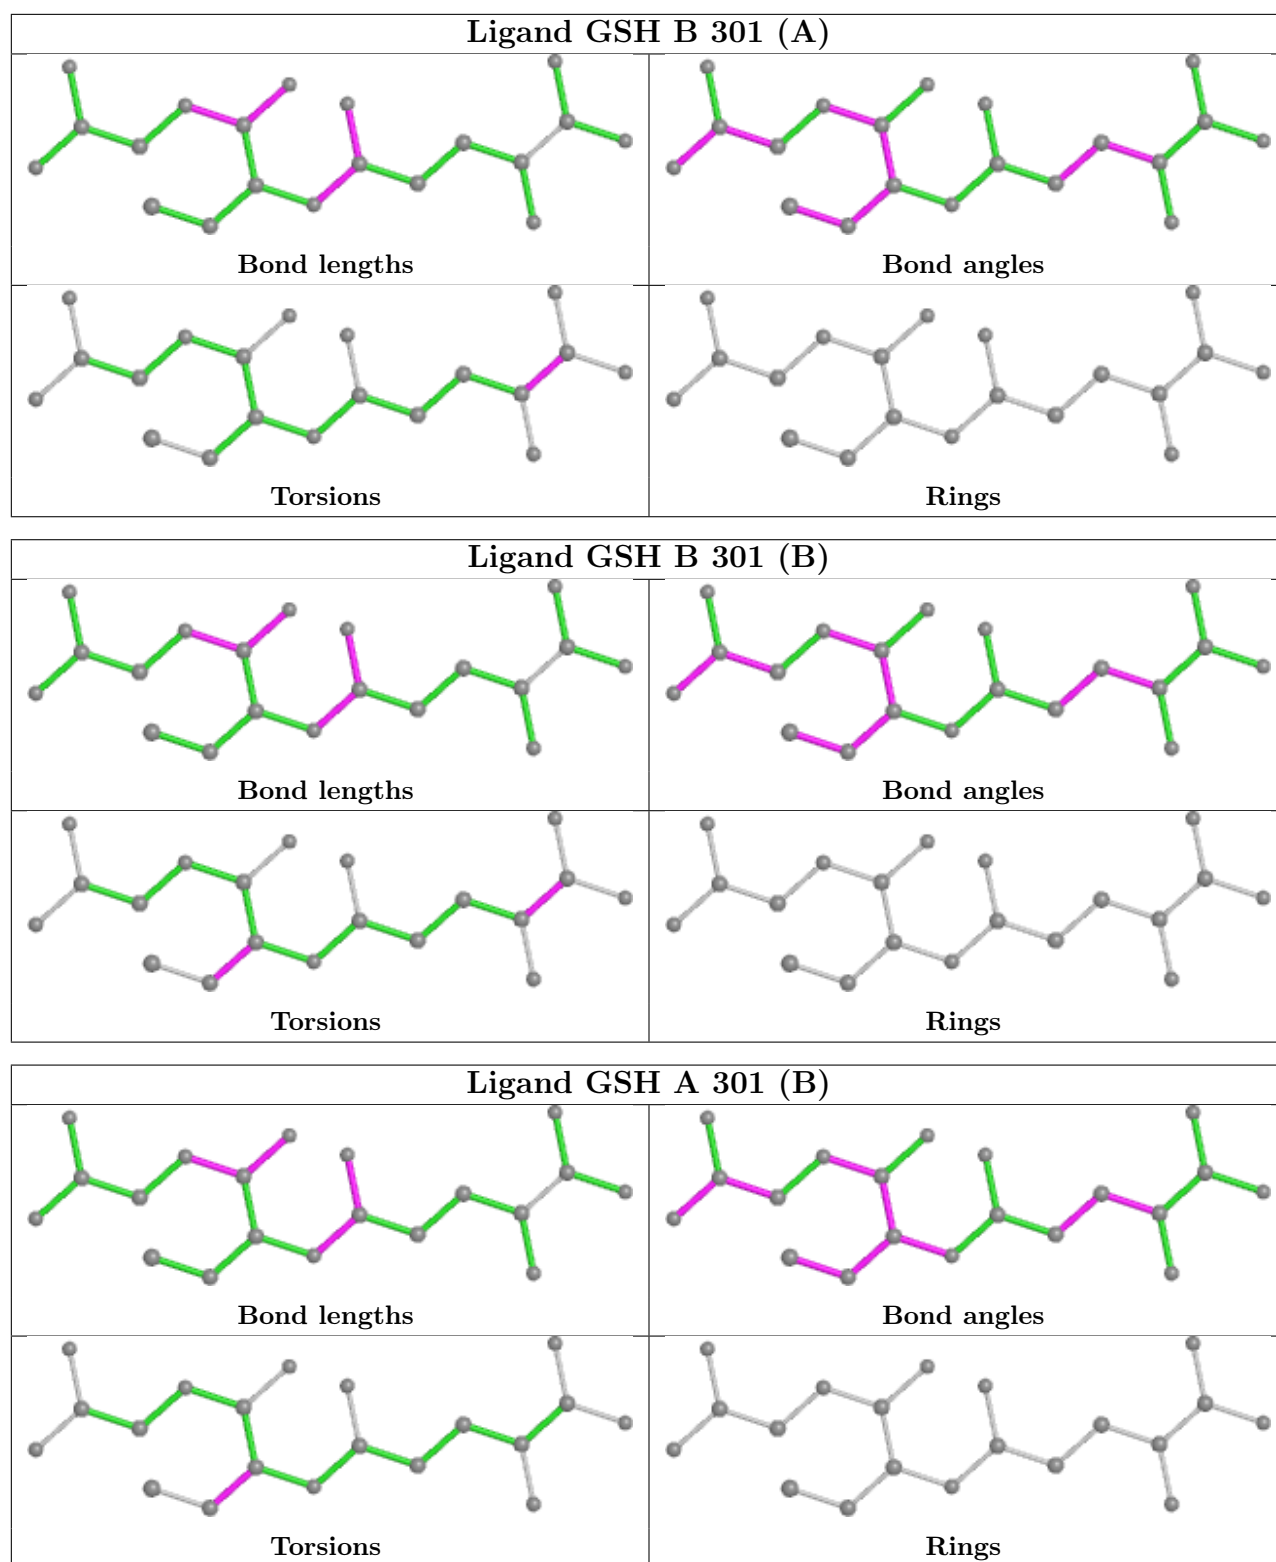 Ligand GSH B 301 (A)
Bond lengths
Bond angles
Torsions
Rings
Ligand GSH B 301 (B)
Bond lengths
Bond angles
Torsions
Rings
Ligand GSH A 301 (B)
Bond lengths
Bond angles
Torsions
Rings